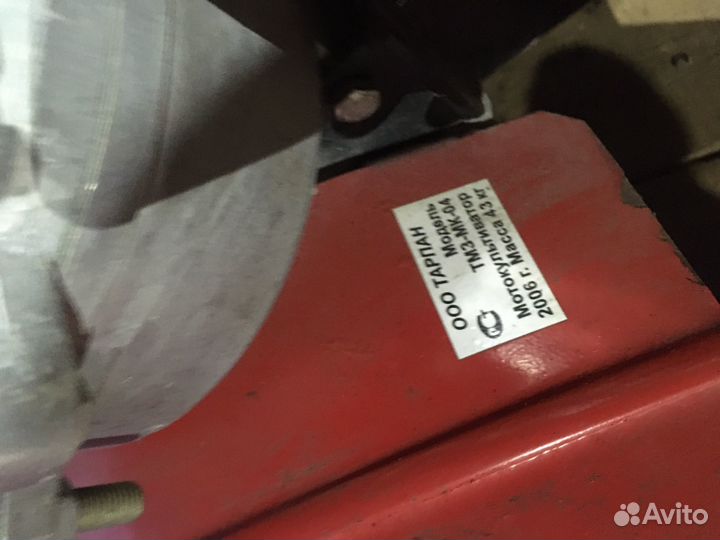 ООО ТАРПАН
Модель
ТМЗ-МК-04
Мотокультиватор
2006 г. Масса 43 кг.
Avito